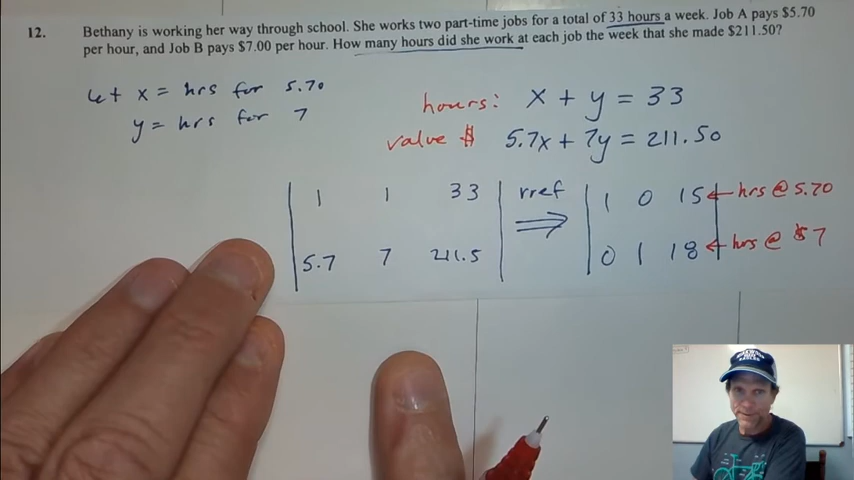 12. Bethany is working her way through school. She works two part-time jobs for a total of 33 hours a week. Job A pays $5.70
per hour, and Job B pays $7.00 per hour. How many hours did she work at each job the week that she made $211.50?
let x = hrs for 5.70
y = hrs for 7
hours: x + y = 33
value $ 5.7x + 7y = 211.50
1 1 33 rref 1 0 15 ← hrs @ 5.70
5.7 7 211.5 ⇒ 0 1 18 ← hrs @ $7